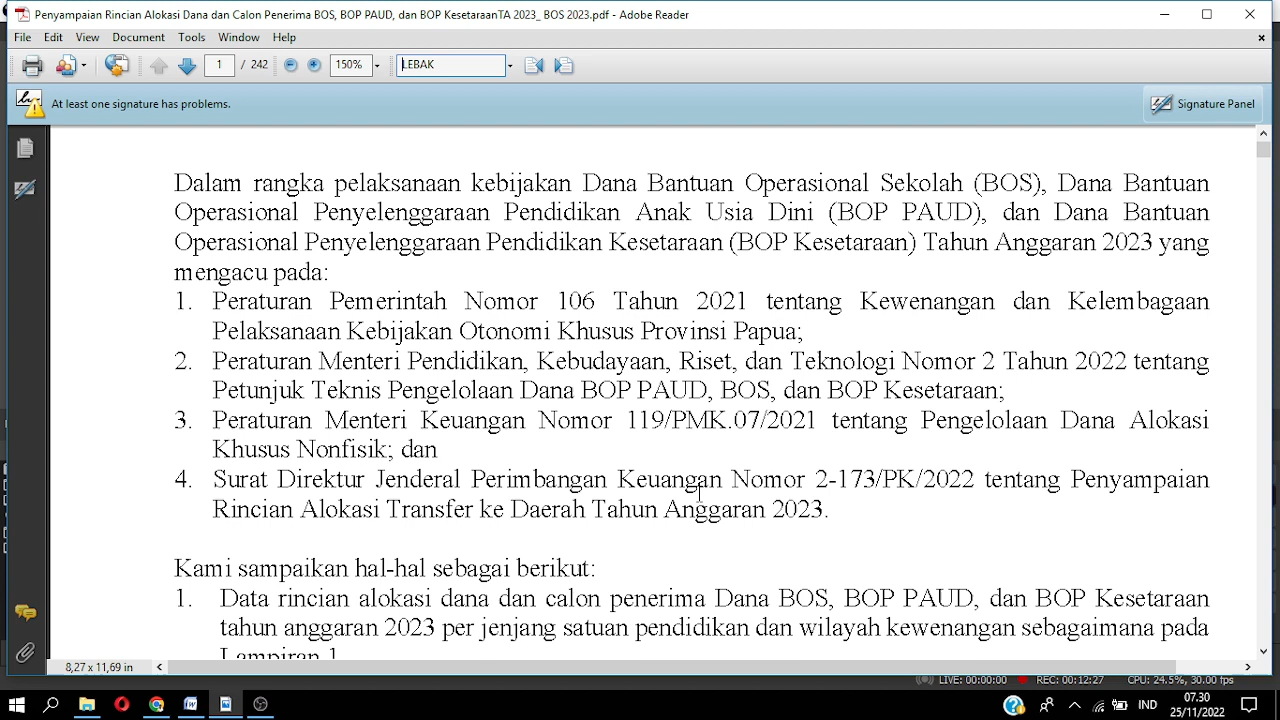 Penyampaian Rincian Alokasi Dana dan Calon Penerima BOS, BOP PAUD, dan BOP KesetaraanTA 2023_ BOS 2023.pdf - Adobe Reader
File Edit View Document Tools Window Help
1 / 242 150% LEBAK
At least one signature has problems.
Signature Panel
Dalam rangka pelaksanaan kebijakan Dana Bantuan Operasional Sekolah (BOS), Dana Bantuan
Operasional Penyelenggaraan Pendidikan Anak Usia Dini (BOP PAUD), dan Dana Bantuan
Operasional Penyelenggaraan Pendidikan Kesetaraan (BOP Kesetaraan) Tahun Anggaran 2023 yang
mengacu pada:
1. Peraturan Pemerintah Nomor 106 Tahun 2021 tentang Kewenangan dan Kelembagaan
Pelaksanaan Kebijakan Otonomi Khusus Provinsi Papua;
2. Peraturan Menteri Pendidikan, Kebudayaan, Riset, dan Teknologi Nomor 2 Tahun 2022 tentang
Petunjuk Teknis Pengelolaan Dana BOP PAUD, BOS, dan BOP Kesetaraan;
3. Peraturan Menteri Keuangan Nomor 119/PMK.07/2021 tentang Pengelolaan Dana Alokasi
Khusus Nonfisik; dan
4. Surat Direktur Jenderal Perimbangan Keuangan Nomor 2-173/PK/2022 tentang Penyampaian
Rincian Alokasi Transfer ke Daerah Tahun Anggaran 2023.
Kami sampaikan hal-hal sebagai berikut:
1. Data rincian alokasi dana dan calon penerima Dana BOS, BOP PAUD, dan BOP Kesetaraan
tahun anggaran 2023 per jenjang satuan pendidikan dan wilayah kewenangan sebagaimana pada
Lampiran 1
8,27 x 11,69 in
LIVE: 00:00:00 REC: 00:12:27 CPU: 24.5%, 30.00 fps
IND
07.30
25/11/2022